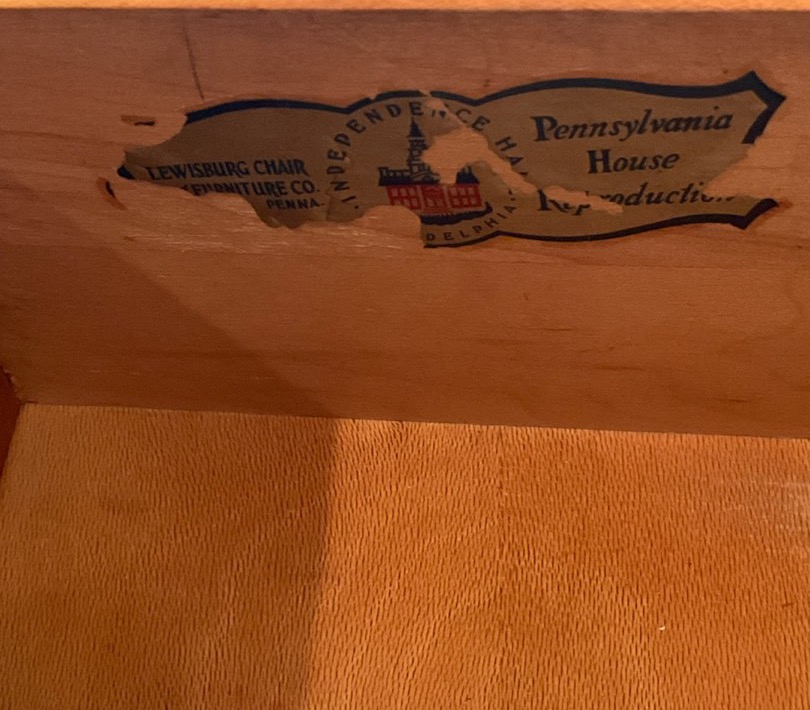 LEWISBURG CHAIR
FURNITURE CO.
PENNA.
INDEPENDENCE HA
DELPHIA.
Pennsylvania
House